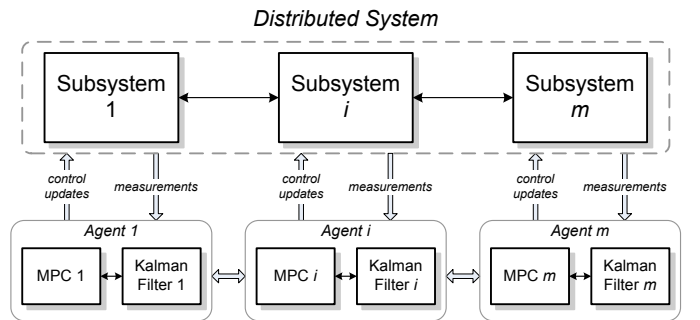 Distributed System
Subsystem
1
Subsystem
i
Subsystem
m
control
updates
measurements
control
updates
measurements
control
updates
measurements
Agent 1
MPC 1
Kalman
Filter 1
Agent i
MPC i
Kalman
Filter i
Agent m
MPC m
Kalman
Filter m